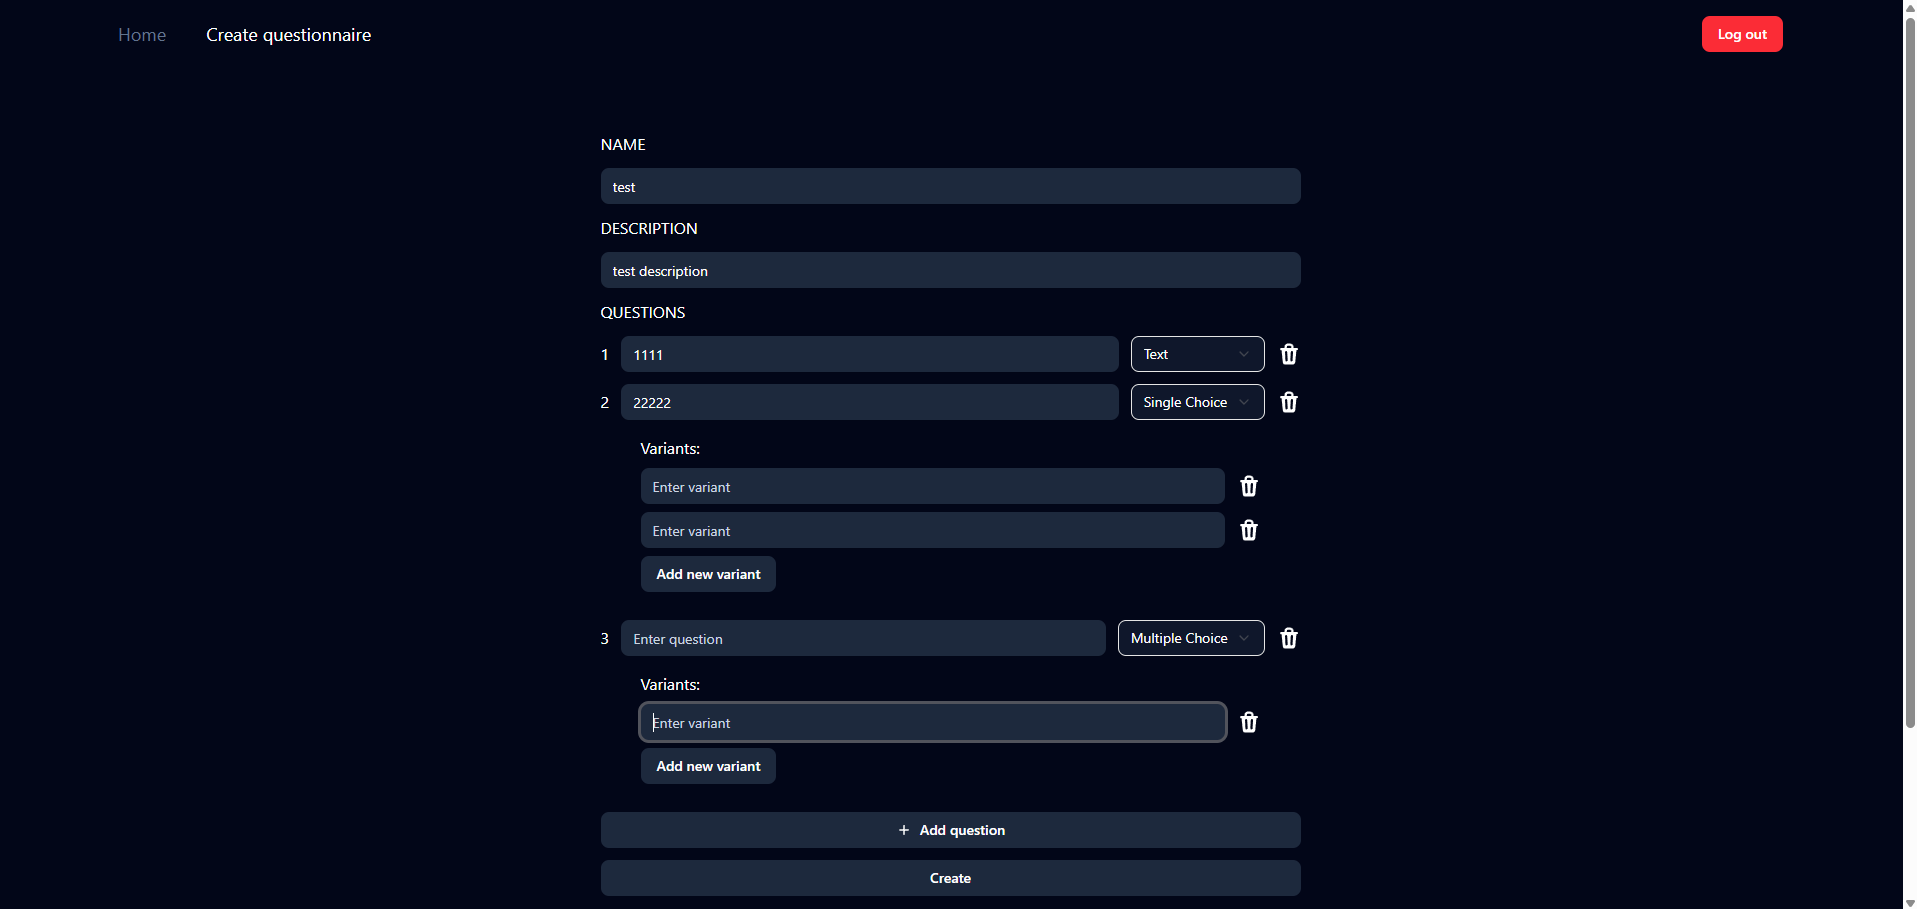 Home Create questionnaire Log out
NAME
test
DESCRIPTION
test description
QUESTIONS
1 1111 Text
2 22222 Single Choice
Variants:
Enter variant
Enter variant
Add new variant
3 Enter question Multiple Choice
Variants:
Enter variant
Add new variant
+ Add question
Create